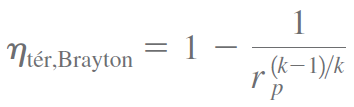 η_tér,Brayton = 1 − 1 / r_p^(k−1)/k